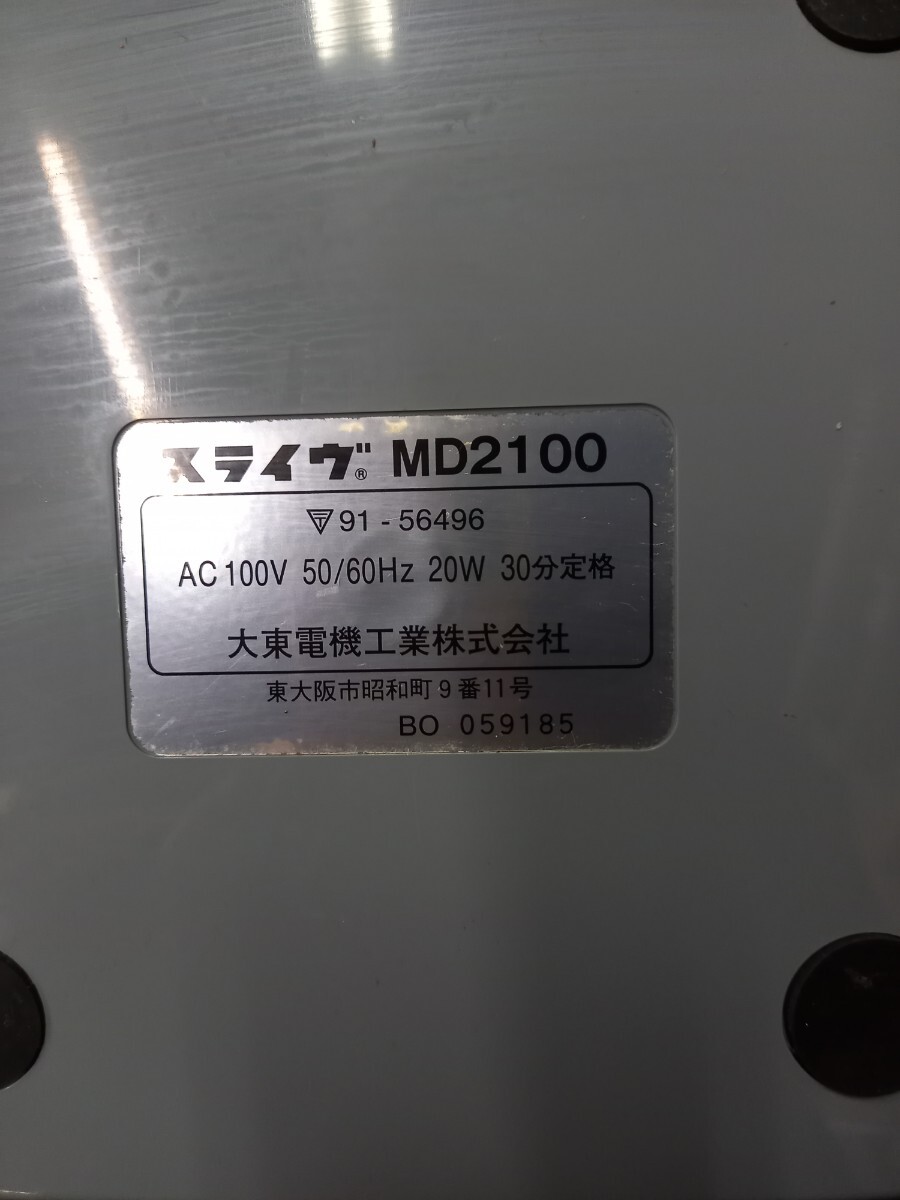 スライヴ® MD2100
〒91-56496
AC100V 50/60Hz 20W 30分定格
大東電機工業株式会社
東大阪市昭和町9番11号
BO 059185